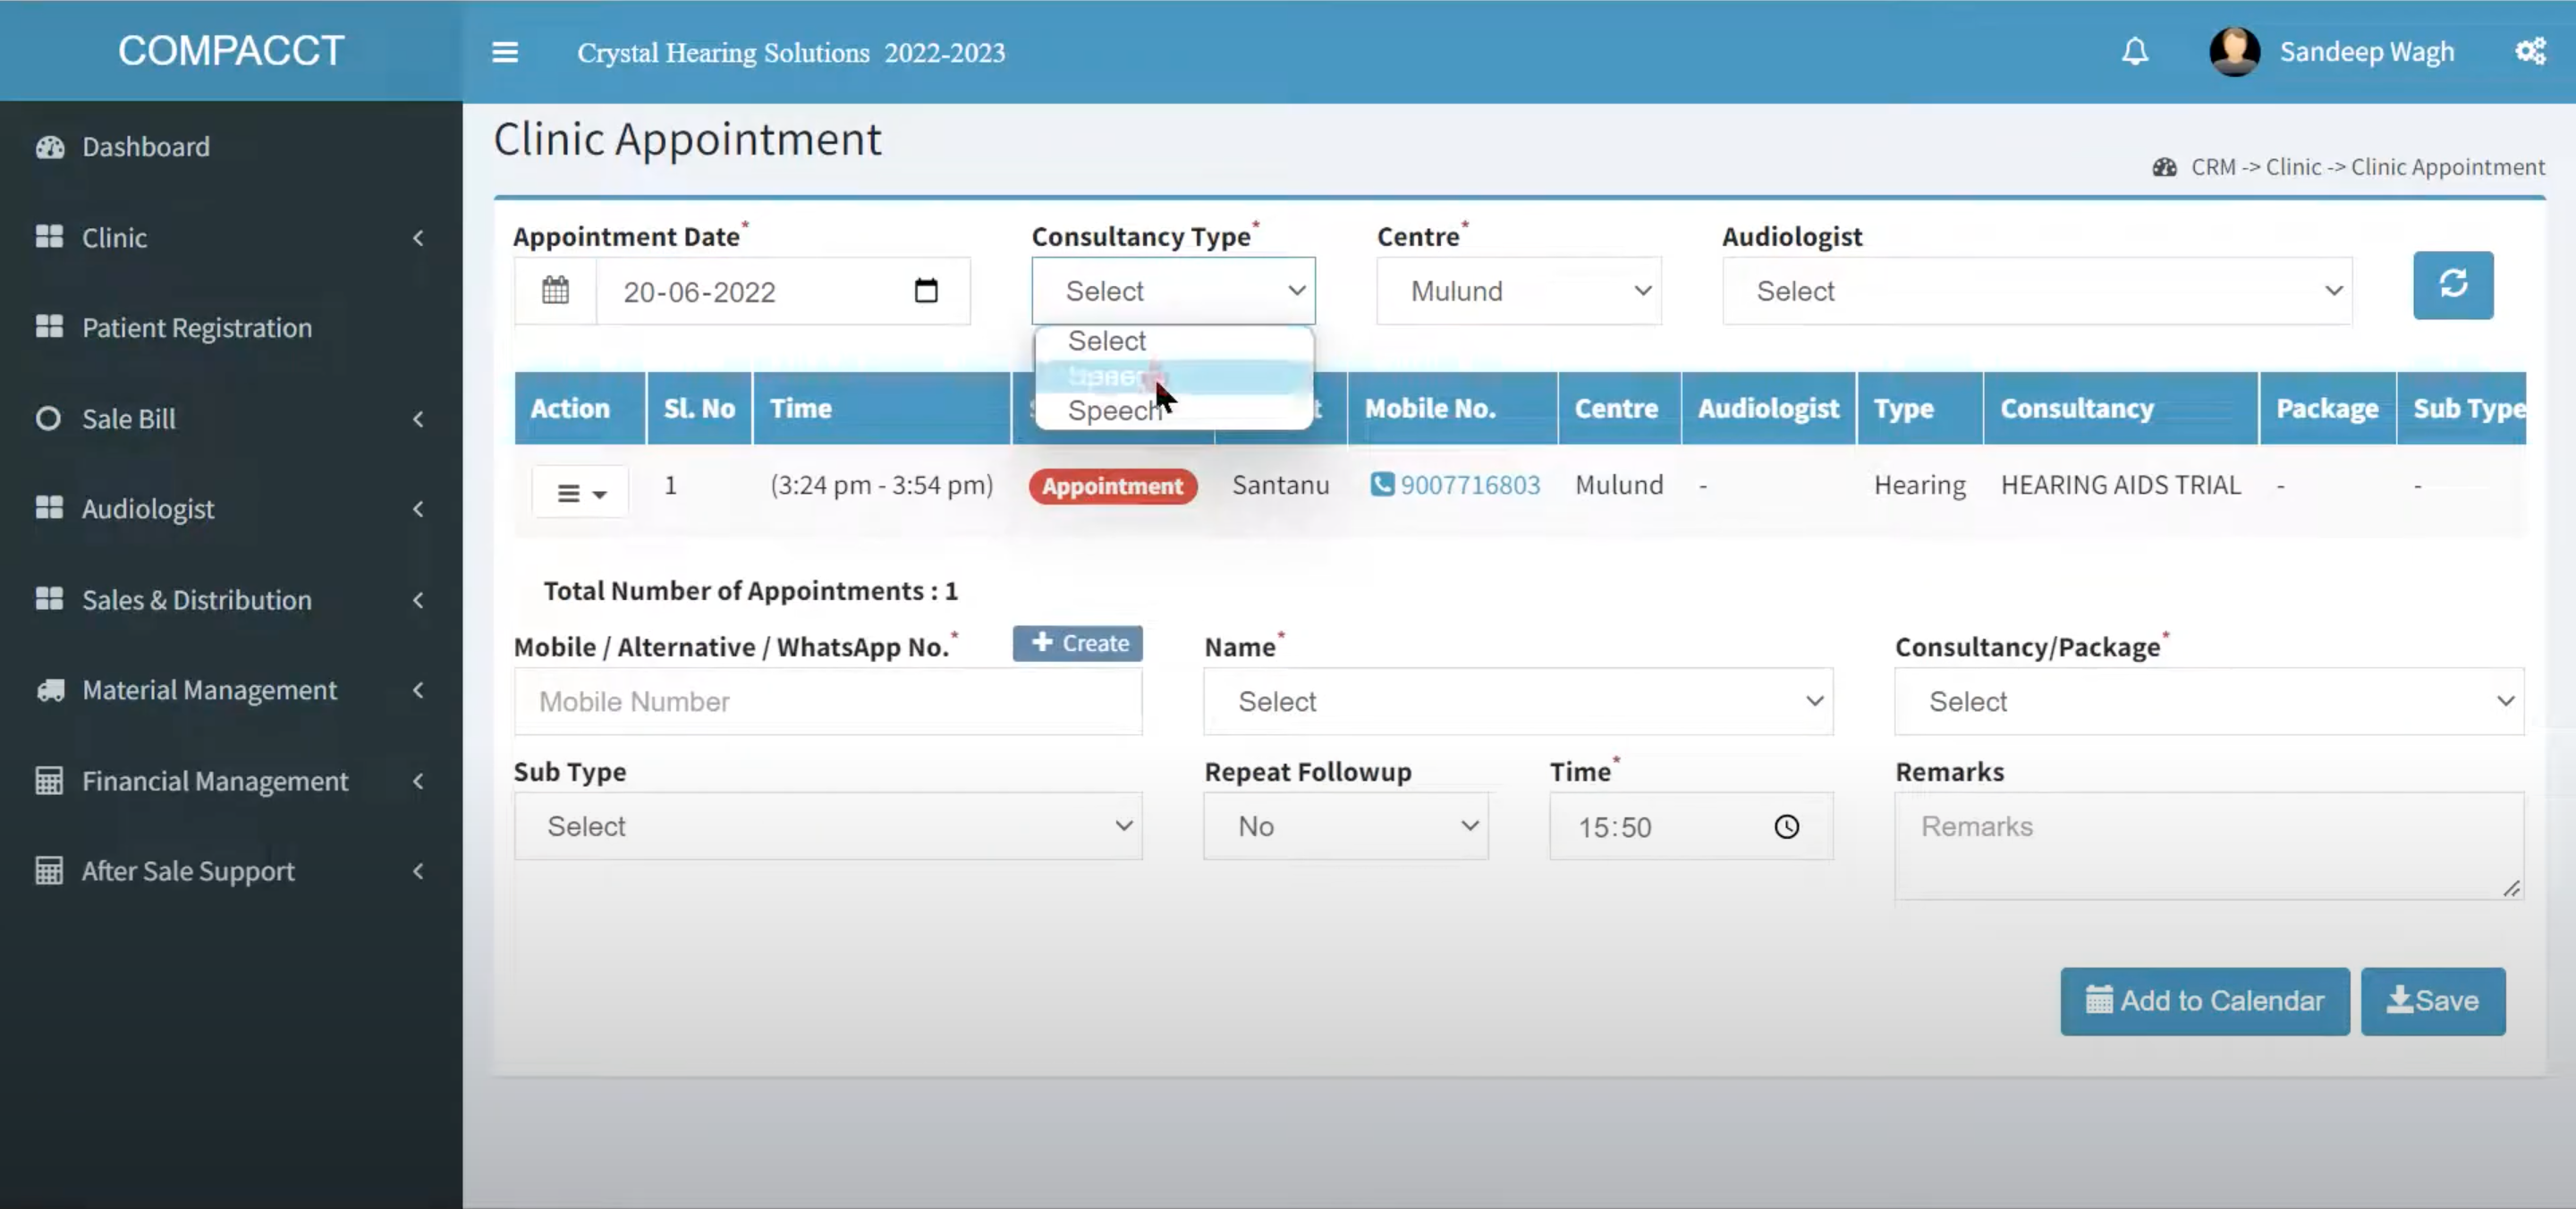 COMPACCT
Crystal Hearing Solutions 2022-2023
Sandeep Wagh
Dashboard
Clinic
Patient Registration
Sale Bill
Audiologist
Sales & Distribution
Material Management
Financial Management
After Sale Support
Clinic Appointment
CRM -> Clinic -> Clinic Appointment
Appointment Date* Consultancy Type* Centre* Audiologist
20-06-2022 Select Mulund Select
Select
Speech
Action Sl. No Time Mobile No. Centre Audiologist Type Consultancy Package Sub Type
1 (3:24 pm - 3:54 pm) Appointment Santanu 9007716803 Mulund - Hearing HEARING AIDS TRIAL - -
Total Number of Appointments : 1
Mobile / Alternative / WhatsApp No.* + Create Name* Consultancy/Package*
Mobile Number Select Select
Sub Type Repeat Followup Time* Remarks
Select No 15:50 Remarks
Add to Calendar Save